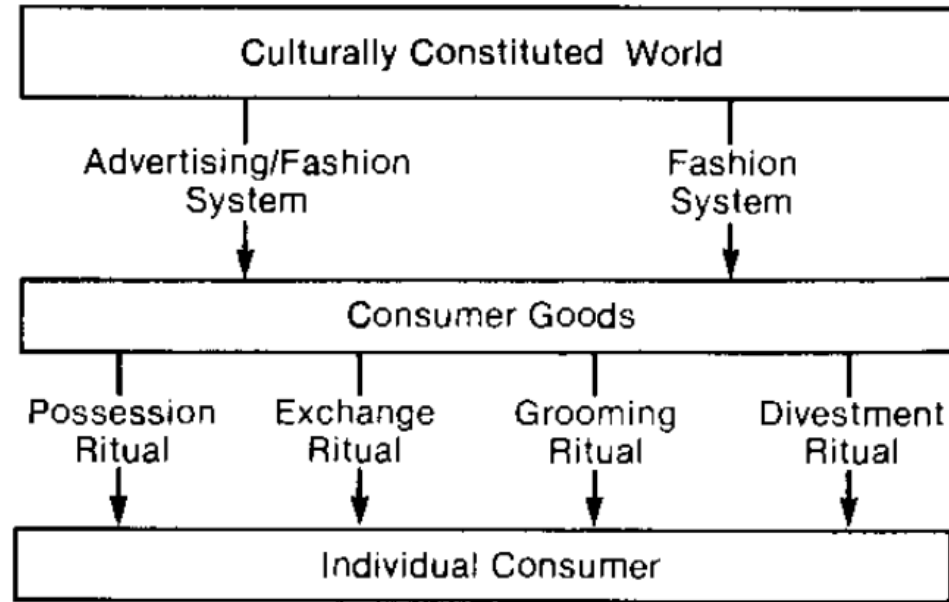 Culturally Constituted World
Advertising/Fashion
System
Fashion
System
Consumer Goods
Possession
Ritual
Exchange
Ritual
Grooming
Ritual
Divestment
Ritual
Individual Consumer